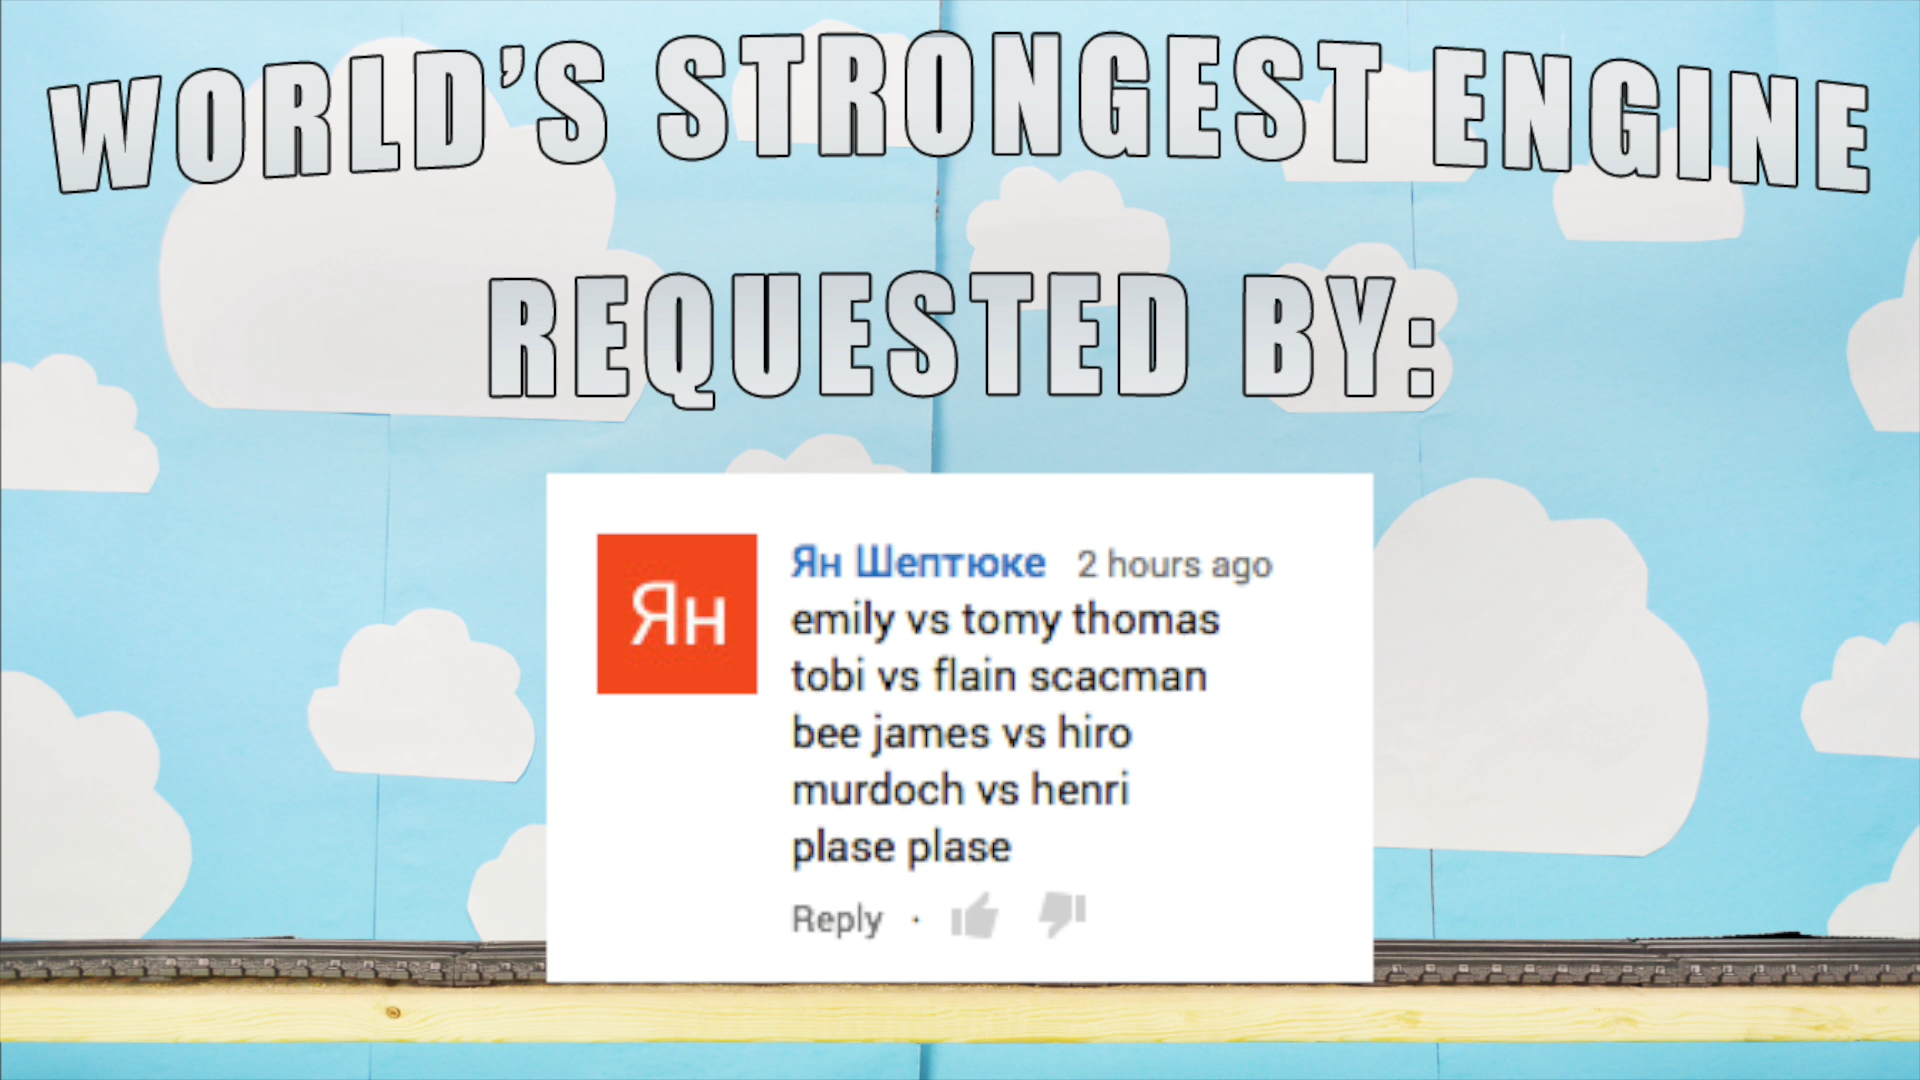 WORLD'S STRONGEST ENGINE
REQUESTED BY:
Ян
Ян Шептюке 2 hours ago
emily vs tomy thomas
tobi vs flain scacman
bee james vs hiro
murdoch vs henri
plase plase
Reply ·